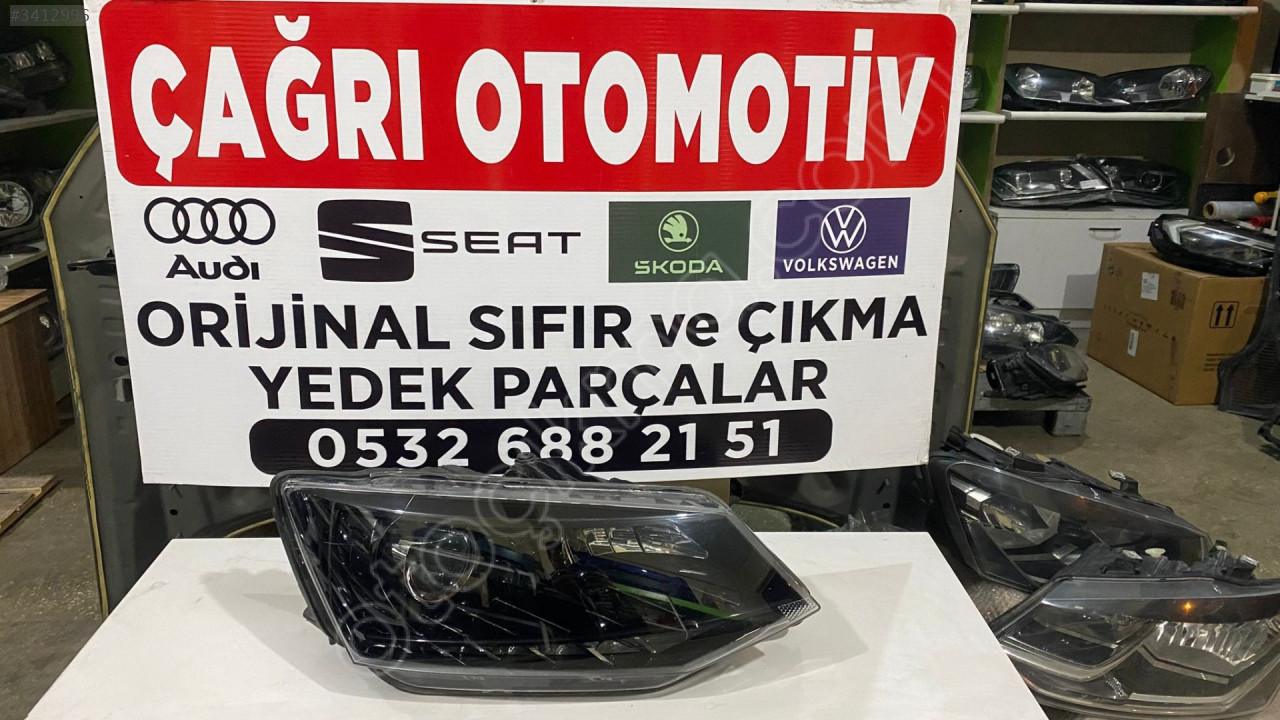 ÇAĞRI OTOMOTİV
Audi
SEAT
ŠKODA
VOLKSWAGEN
ORİJİNAL SIFIR ve ÇIKMA
YEDEK PARÇALAR
0532 688 21 51